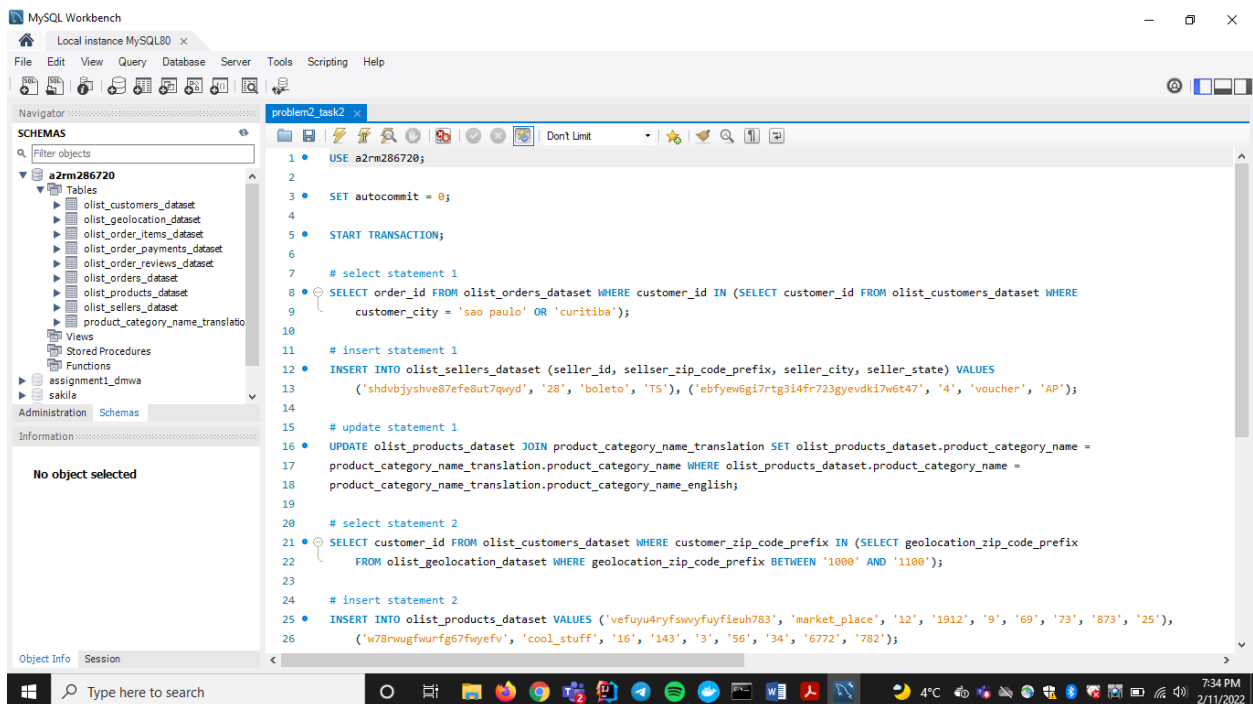 MySQL Workbench
Local instance MySQL80
File Edit View Query Database Server Tools Scripting Help
Navigator
SCHEMAS
Filter objects
a2rm286720
Tables
olist_customers_dataset
olist_geolocation_dataset
olist_order_items_dataset
olist_order_payments_dataset
olist_order_reviews_dataset
olist_orders_dataset
olist_products_dataset
olist_sellers_dataset
product_category_name_translatio
Views
Stored Procedures
Functions
assignment1_dmwa
sakila
Administration Schemas
Information
No object selected
Object Info Session
problem2_task2
Don't Limit
1 USE a2rm286720;
2
3 SET autocommit = 0;
4
5 START TRANSACTION;
6
7 # select statement 1
8 SELECT order_id FROM olist_orders_dataset WHERE customer_id IN (SELECT customer_id FROM olist_customers_dataset WHERE
9 customer_city = 'sao paulo' OR 'curitiba');
10
11 # insert statement 1
12 INSERT INTO olist_sellers_dataset (seller_id, sellser_zip_code_prefix, seller_city, seller_state) VALUES
13 ('shdvbjyshve87efe8ut7qwyd', '28', 'boleto', 'TS'), ('ebfyew6gi7rtg3i4fr723gyevdki7w6t47', '4', 'voucher', 'AP');
14
15 # update statement 1
16 UPDATE olist_products_dataset JOIN product_category_name_translation SET olist_products_dataset.product_category_name =
17 product_category_name_translation.product_category_name WHERE olist_products_dataset.product_category_name =
18 product_category_name_translation.product_category_name_english;
19
20 # select statement 2
21 SELECT customer_id FROM olist_customers_dataset WHERE customer_zip_code_prefix IN (SELECT geolocation_zip_code_prefix
22 FROM olist_geolocation_dataset WHERE geolocation_zip_code_prefix BETWEEN '1000' AND '1100');
23
24 # insert statement 2
25 INSERT INTO olist_products_dataset VALUES ('vefuyu4ryfswvyfuyfieuh783', 'market_place', '12', '1912', '9', '69', '73', '873', '25'),
26 ('w78rwugfwurfg67fwyefv', 'cool_stuff', '16', '143', '3', '56', '34', '6772', '782');
Type here to search
4°C
7:34 PM
2/11/2022